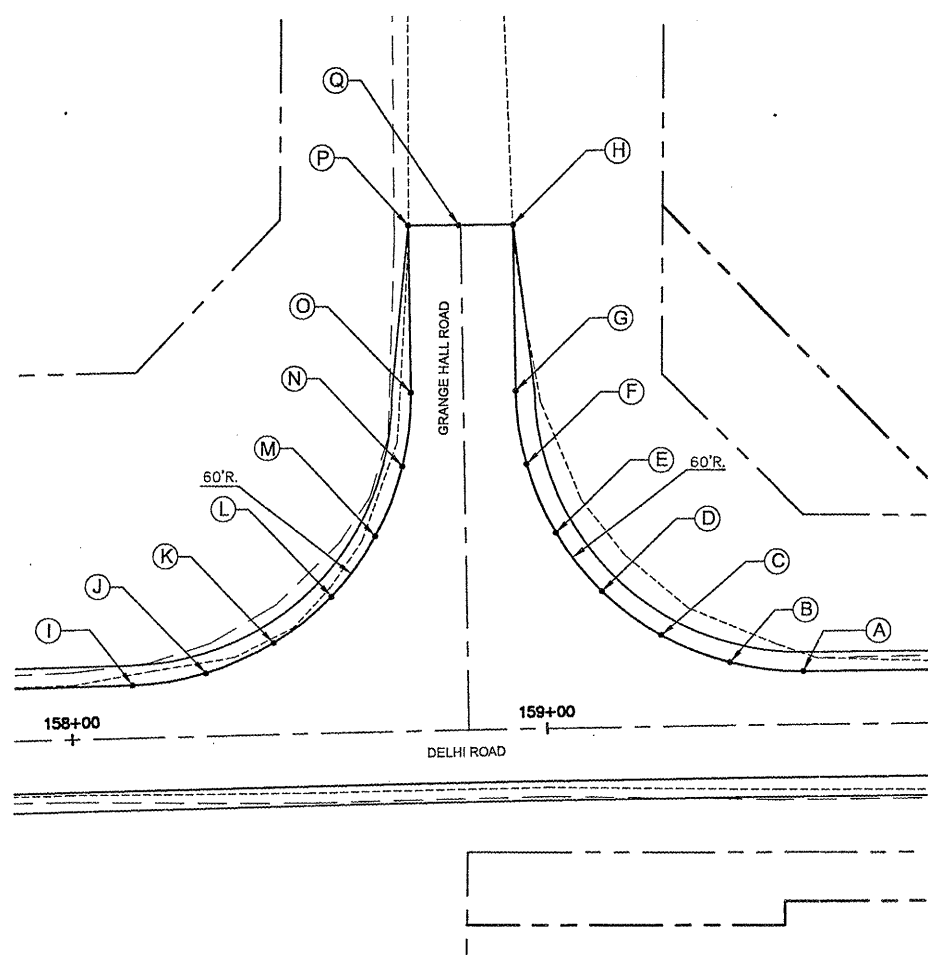 Q
P
H
O
G
GRANGE HALL ROAD
N
F
M
E
60'R.
60'R.
L
D
K
C
J
B
I
A
158+00
159+00
DELHI ROAD